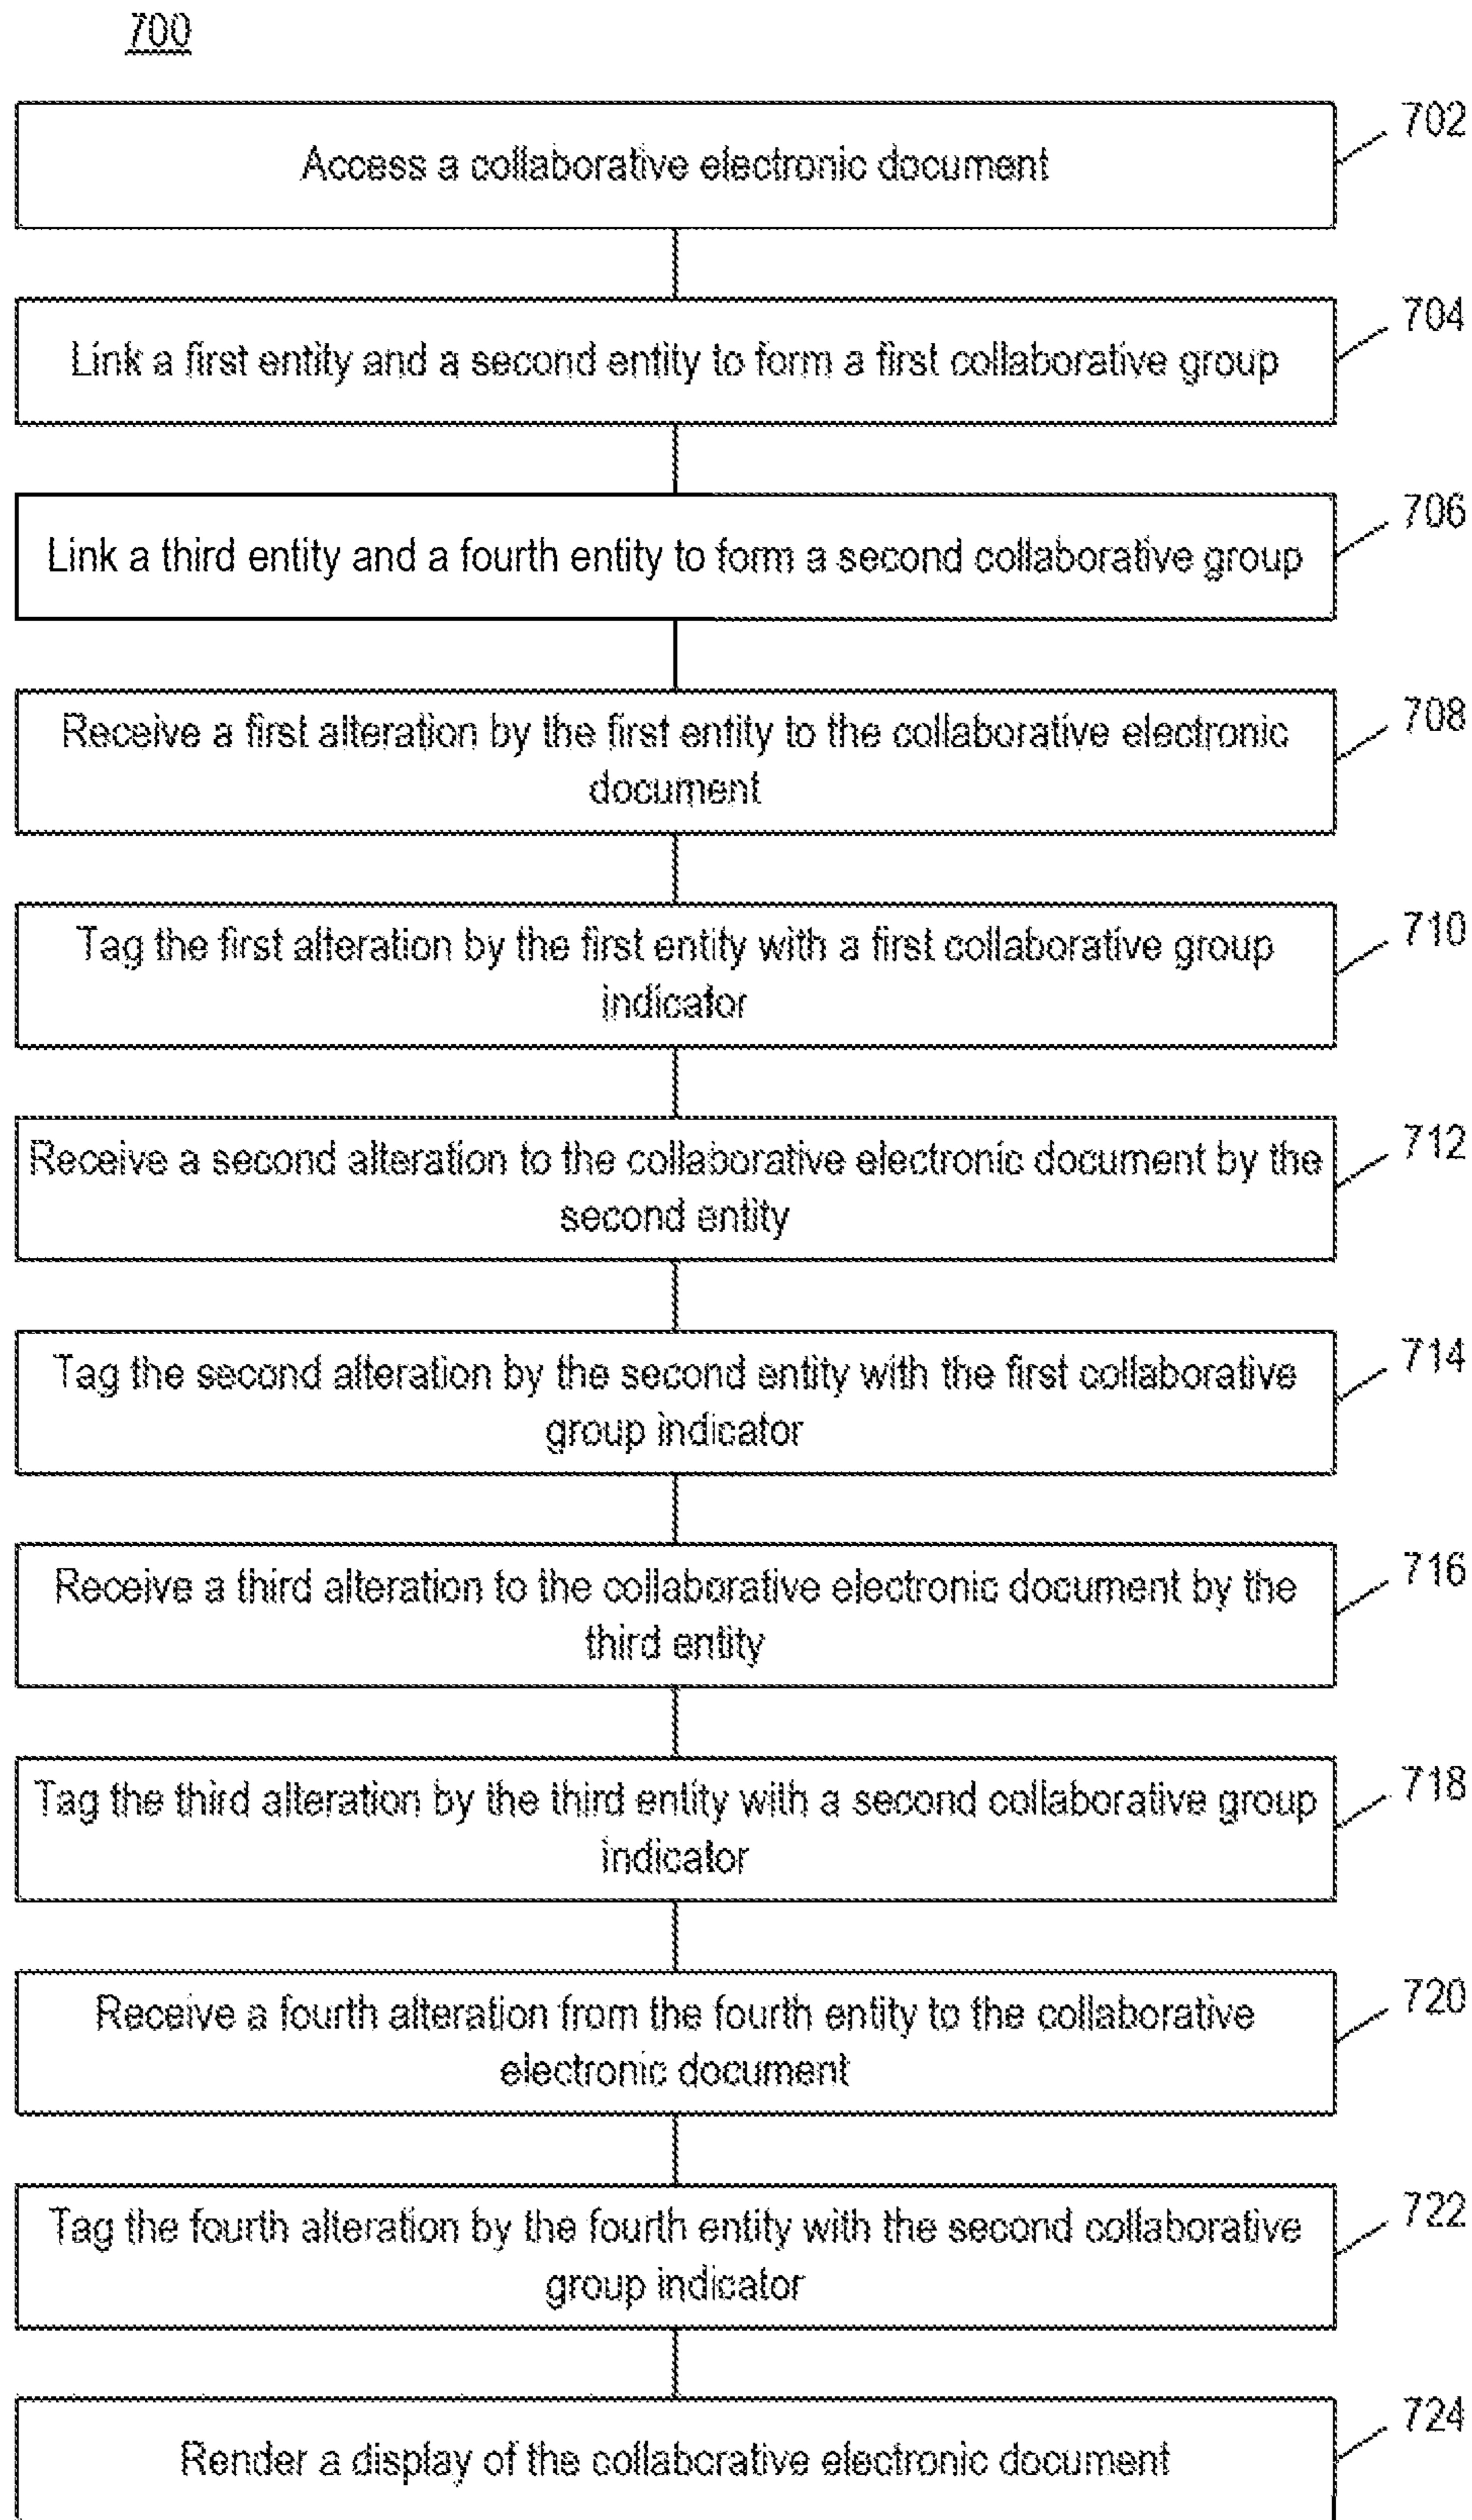 700
702
Access a collaborative electronic document
704
Link a first entity and a second entity to form a first collaborative group
706
Link a third entity and a fourth entity to form a second collaborative group
708
Receive a first alteration by the first entity to the collaborative electronic
document
710
Tag the first alteration by the first entity with a first collaborative group
indicator
712
Receive a second alteration to the collaborative electronic document by the
second entity
714
Tag the second alteration by the second entity with the first collaborative
group indicator
716
Receive a third alteration to the collaborative electronic document by the
third entity
718
Tag the third alteration by the third entity with a second collaborative group
indicator
720
Receive a fourth alteration from the fourth entity to the collaborative
electronic document
722
Tag the fourth alteration by the fourth entity with the second collaborative
group indicator
724
Render a display of the collaborative electronic document